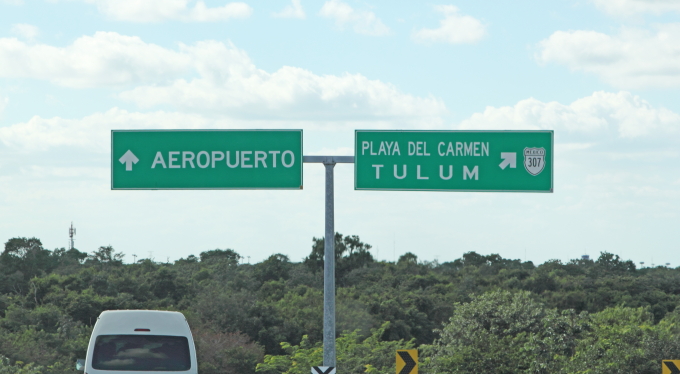 AEROPUERTO
PLAYA DEL CARMEN
TULUM
MEXICO
307